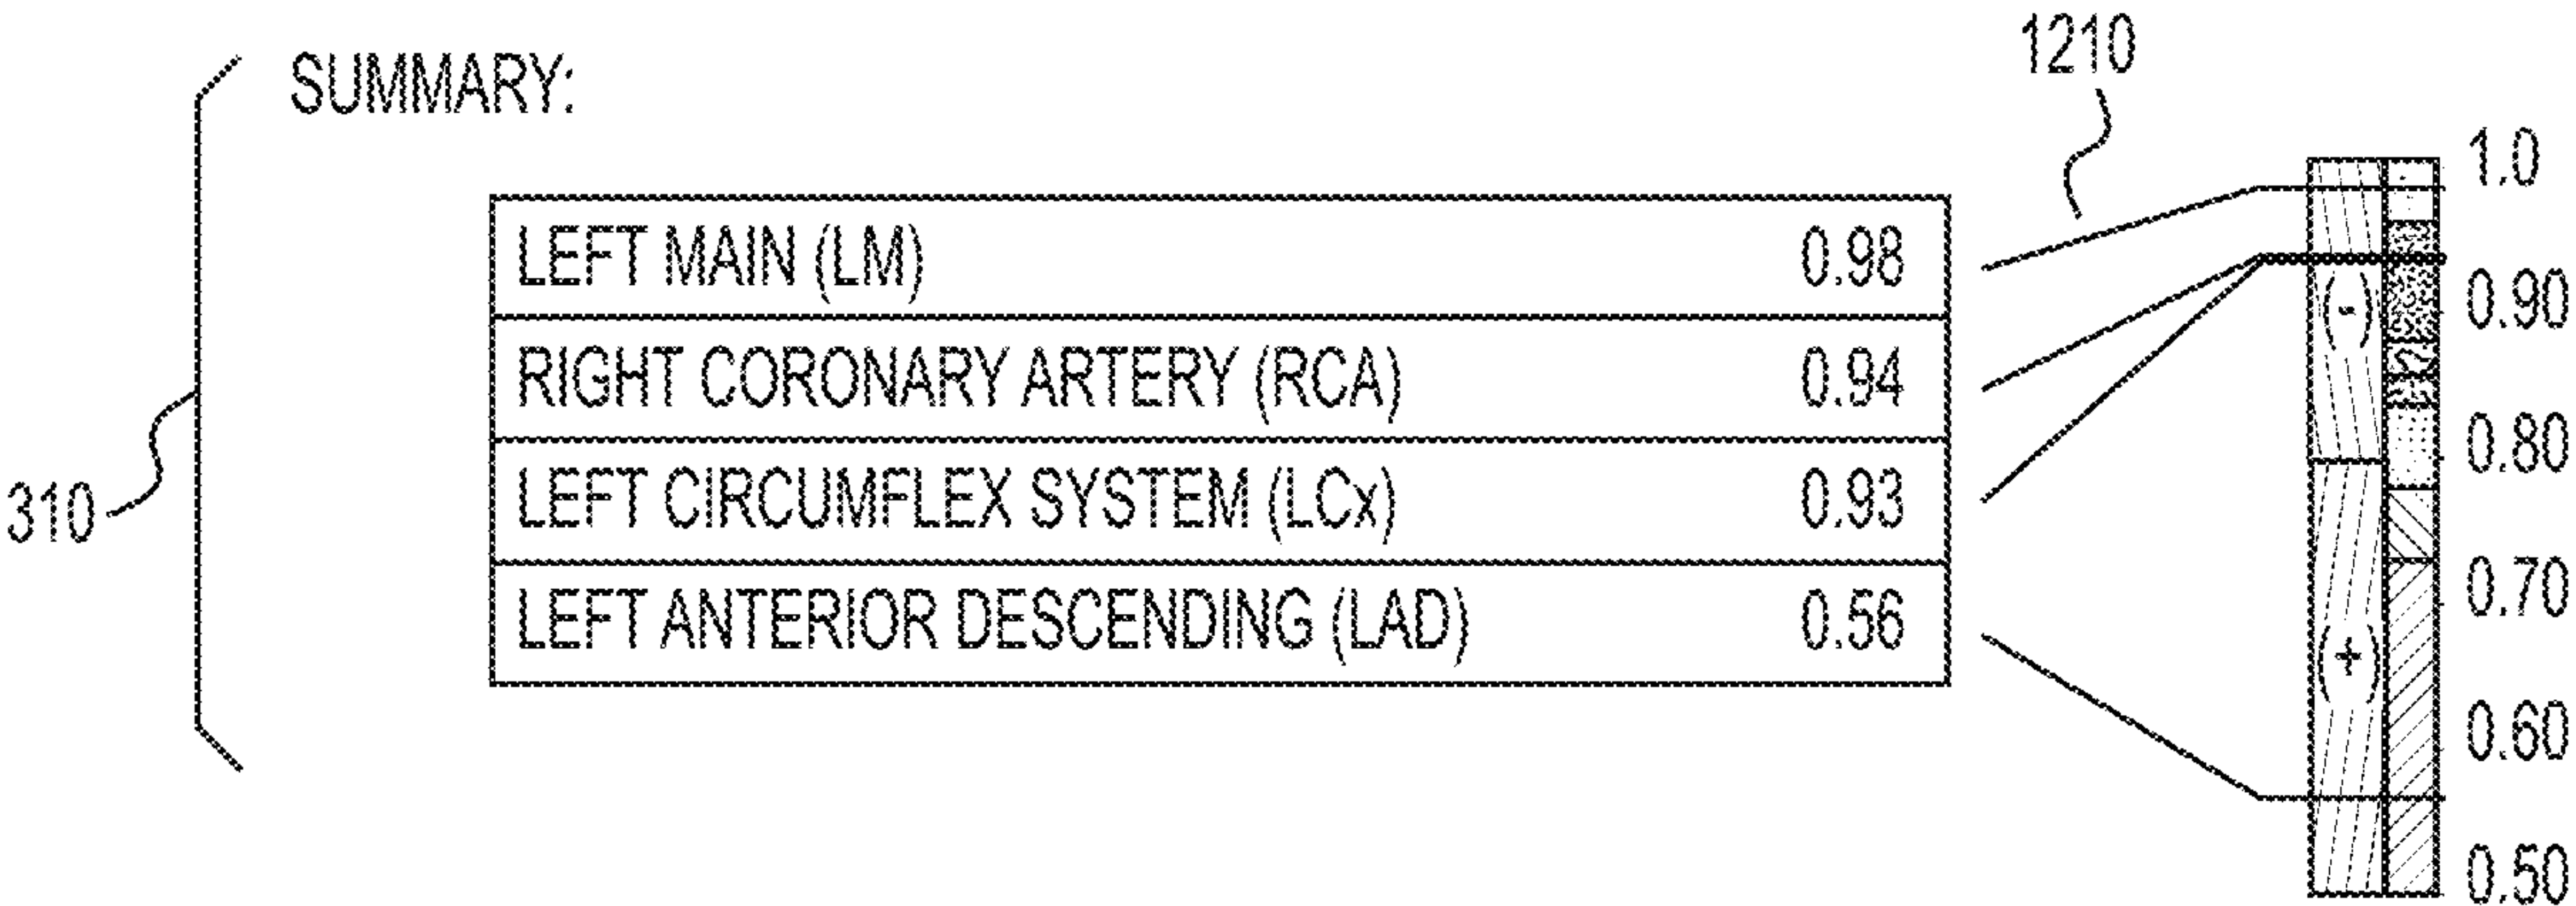 1210
SUMMARY:
1.0
LEFT MAIN (LM) 0.98
(-)
0.90
RIGHT CORONARY ARTERY (RCA) 0.94
0.80
310
LEFT CIRCUMFLEX SYSTEM (LCx) 0.93
0.70
LEFT ANTERIOR DESCENDING (LAD) 0.56
(+)
0.60
0.50